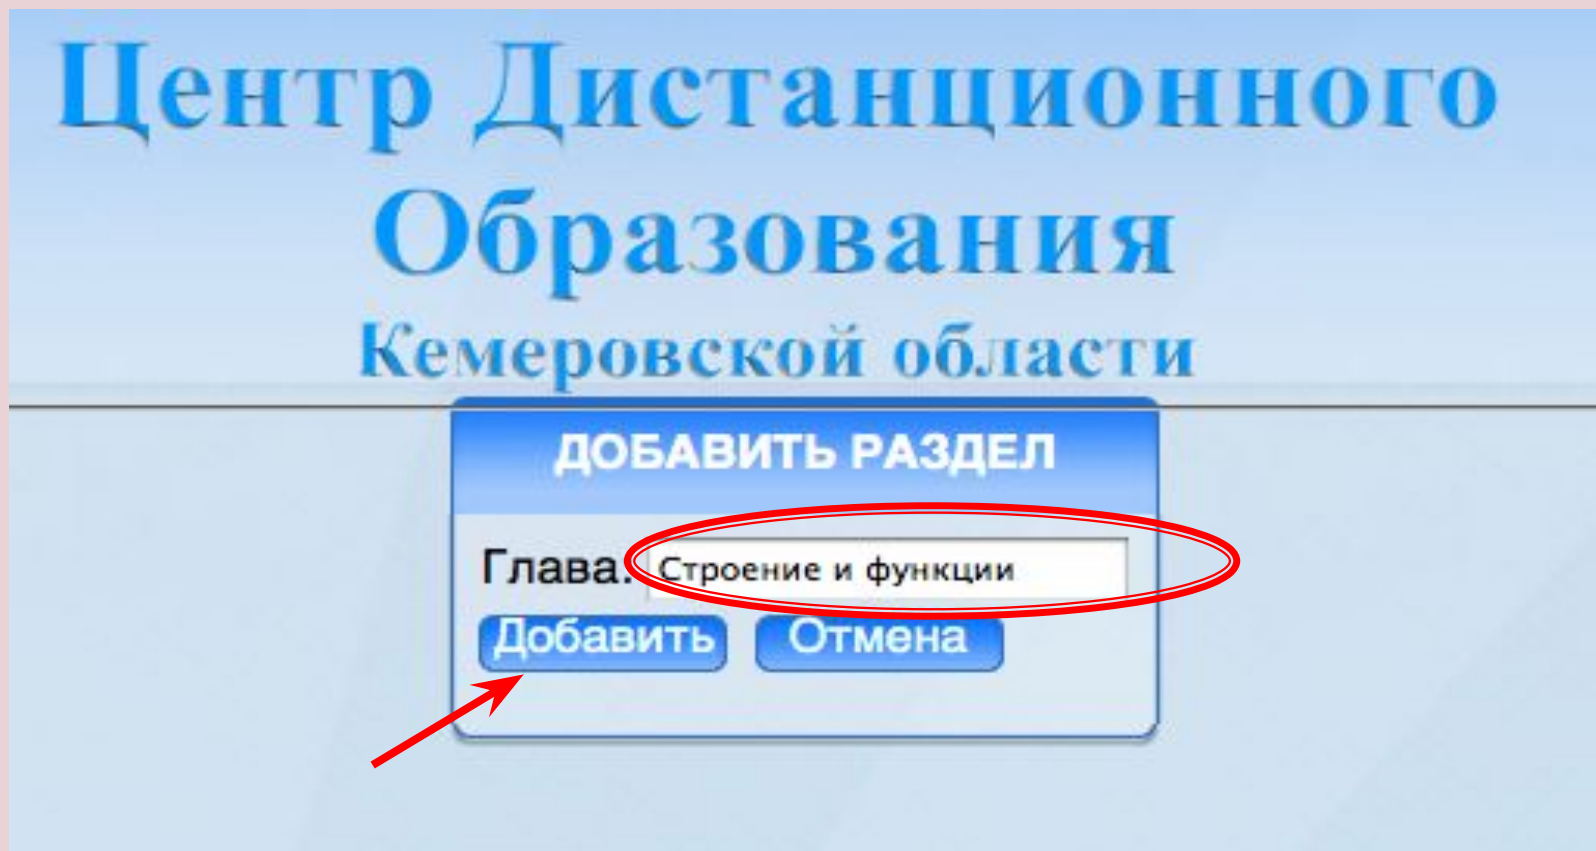 Центр Дистанционного
Образования
Кемеровской области
ДОБАВИТЬ РАЗДЕЛ
Глава: Строение и функции
Добавить Отмена